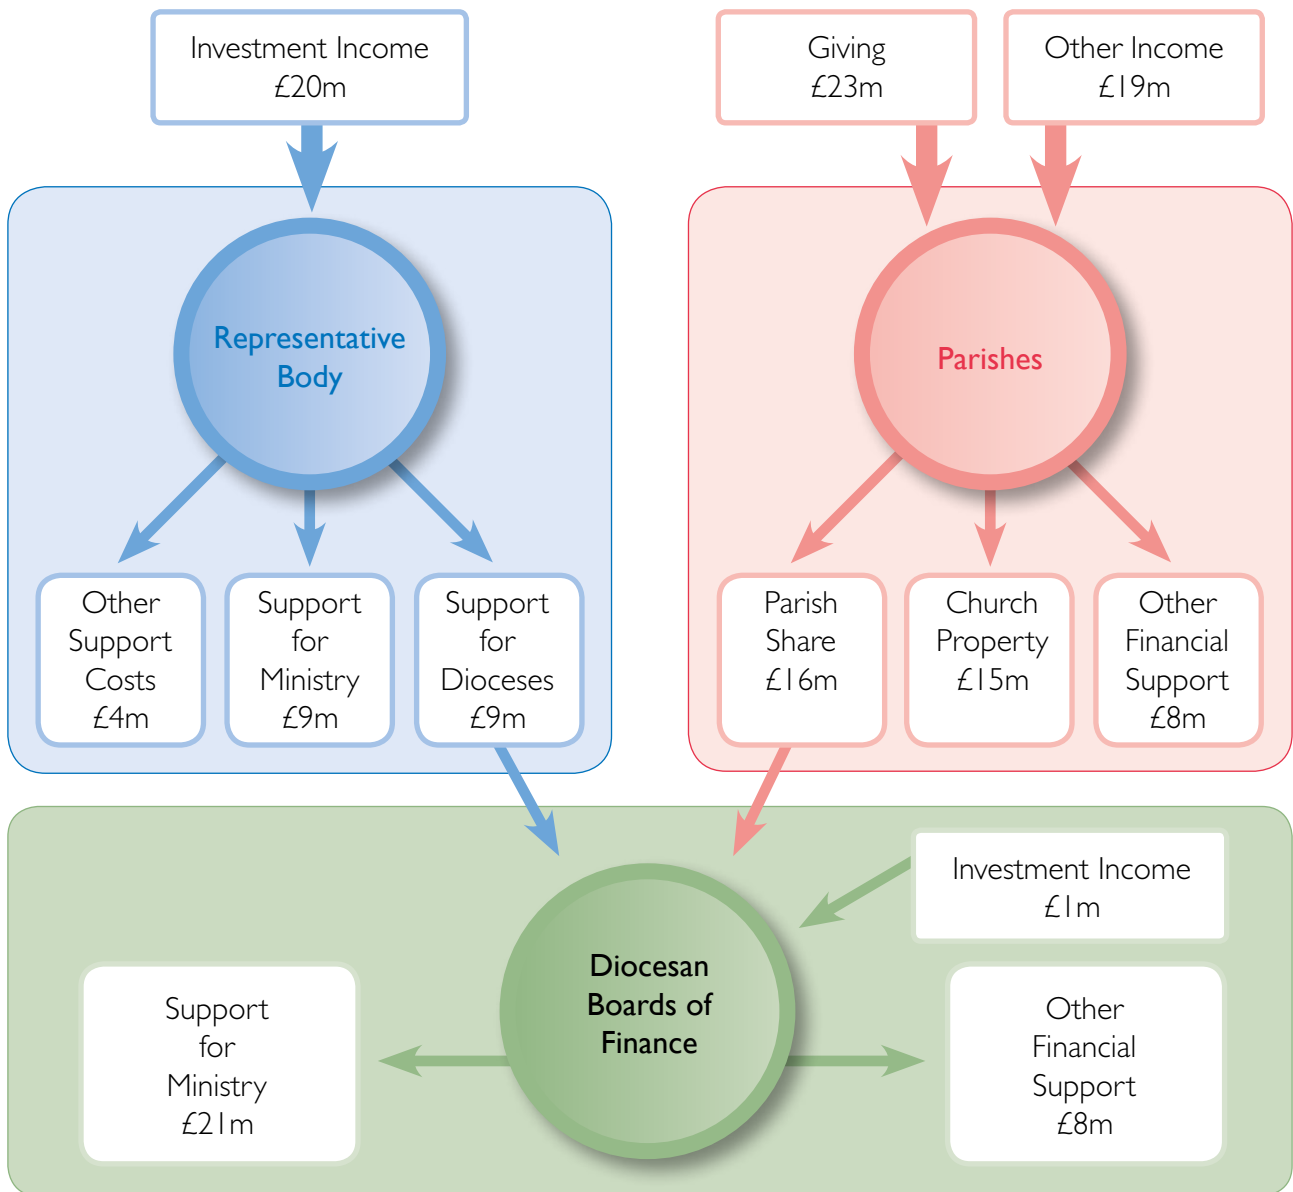 Investment Income
£20m
Giving
£23m
Other Income
£19m
Representative
Body
Parishes
Other
Support
Costs
£4m
Support
for
Ministry
£9m
Support
for
Dioceses
£9m
Parish
Share
£16m
Church
Property
£15m
Other
Financial
Support
£8m
Investment Income
£1m
Diocesan
Boards of
Finance
Support
for
Ministry
£21m
Other
Financial
Support
£8m